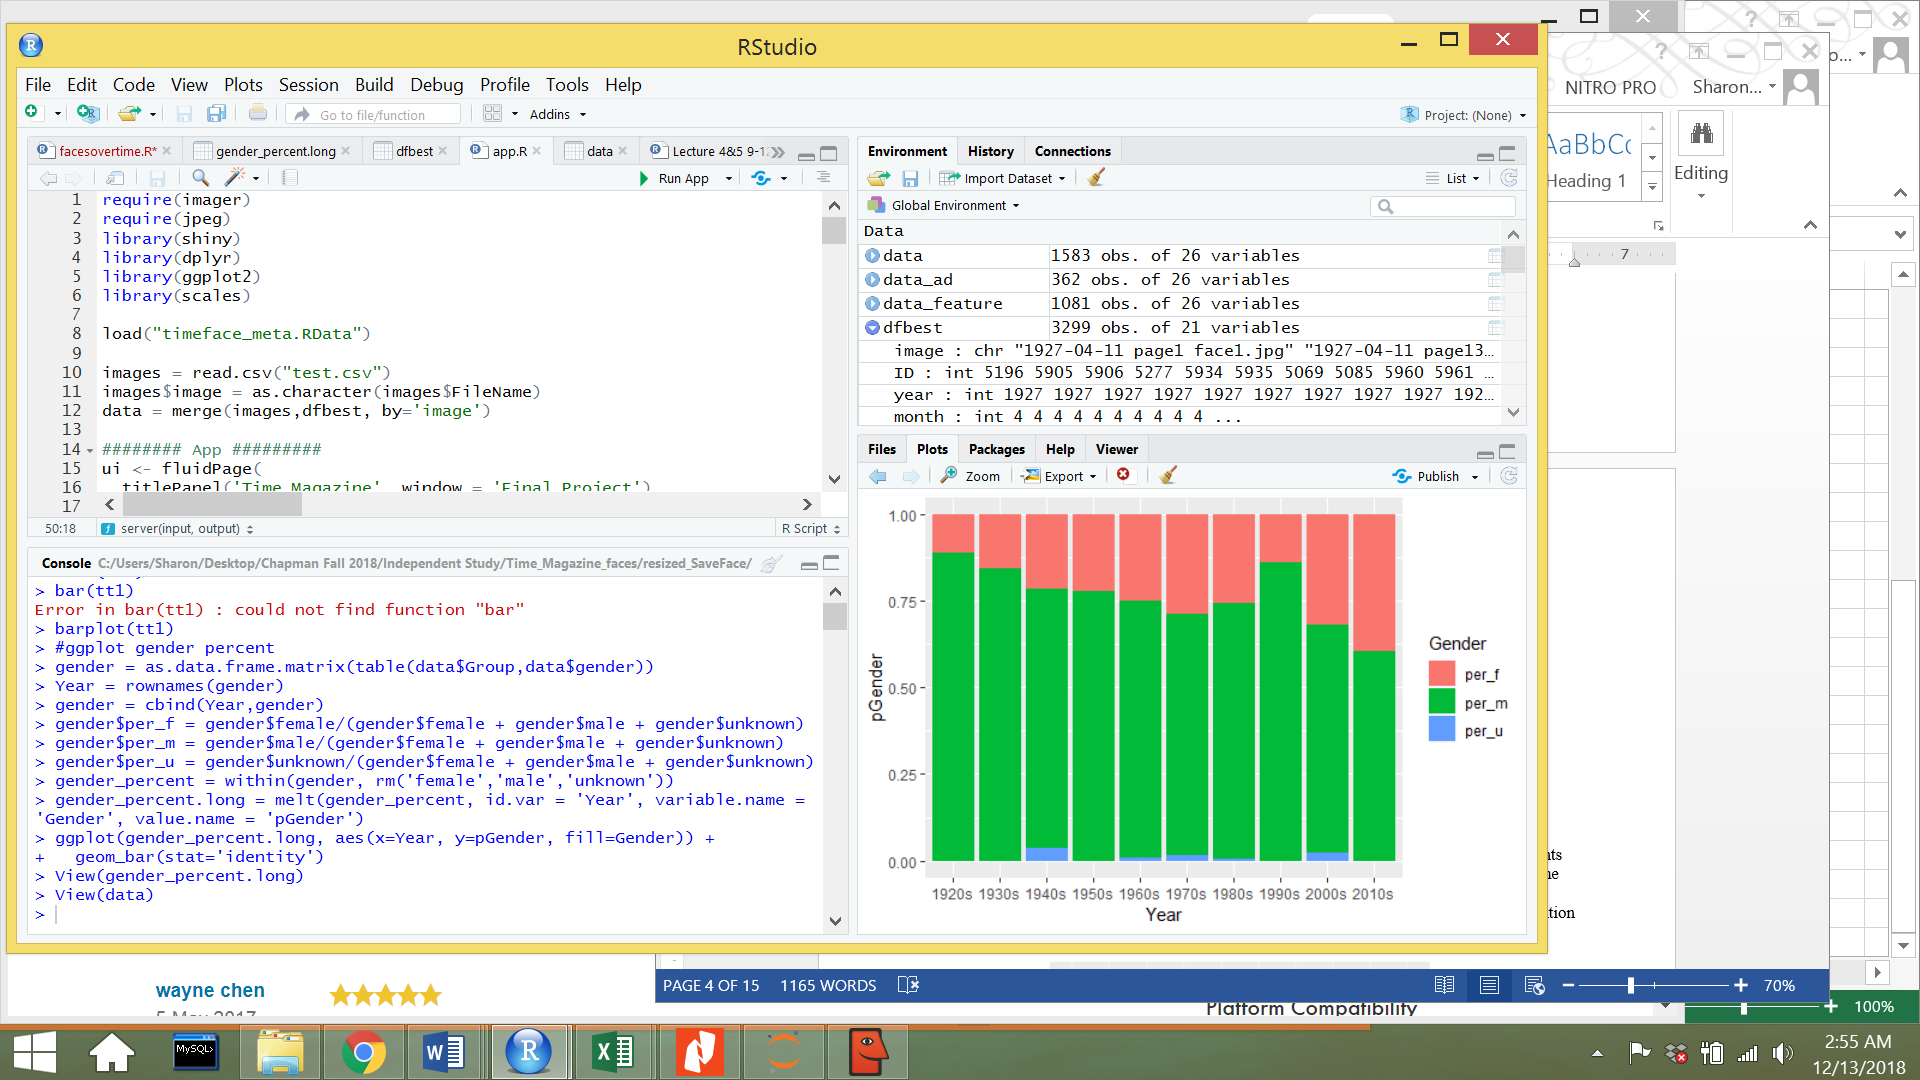 RStudio
File Edit Code View Plots Session Build Debug Profile Tools Help
Go to file/function
Addins
Project: (None)
facesovertime.R*
gender_percent.long
dfbest
app.R
data
Lecture 4&5 9-12
Run App
1 require(imager)
2 require(jpeg)
3 library(shiny)
4 library(dplyr)
5 library(ggplot2)
6 library(scales)
7
8 load("timeface_meta.RData")
9
10 images = read.csv("test.csv")
11 images$image = as.character(images$FileName)
12 data = merge(images,dfbest, by='image')
13
14 ######## App #########
15 ui <- fluidPage(
16 titlePanel('Time Magazine', window = 'Final Project')
17
50:18 server(input, output) R Script
Console C:/Users/Sharon/Desktop/Chapman Fall 2018/Independent Study/Time_Magazine_faces/resized_SaveFace/
> bar(tt1)
Error in bar(tt1) : could not find function "bar"
> barplot(tt1)
> #ggplot gender percent
> gender = as.data.frame.matrix(table(data$Group,data$gender))
> Year = rownames(gender)
> gender = cbind(Year,gender)
> gender$per_f = gender$female/(gender$female + gender$male + gender$unknown)
> gender$per_m = gender$male/(gender$female + gender$male + gender$unknown)
> gender$per_u = gender$unknown/(gender$female + gender$male + gender$unknown)
> gender_percent = within(gender, rm('female','male','unknown'))
> gender_percent.long = melt(gender_percent, id.var = 'Year', variable.name =
'Gender', value.name = 'pGender')
> ggplot(gender_percent.long, aes(x=Year, y=pGender, fill=Gender)) +
+ geom_bar(stat='identity')
> View(gender_percent.long)
> View(data)
>
Environment History Connections
Import Dataset
List
Global Environment
Data
data 1583 obs. of 26 variables
data_ad 362 obs. of 26 variables
data_feature 1081 obs. of 26 variables
dfbest 3299 obs. of 21 variables
image : chr "1927-04-11 page1 face1.jpg" "1927-04-11 page13...
ID : int 5196 5905 5906 5277 5934 5935 5069 5085 5960 5961 ...
year : int 1927 1927 1927 1927 1927 1927 1927 1927 1927 192...
month : int 4 4 4 4 4 4 4 4 4 4 ...
Files Plots Packages Help Viewer
Zoom Export Publish
1.00
0.75
0.50
0.25
0.00
pGender
1920s 1930s 1940s 1950s 1960s 1970s 1980s 1990s 2000s 2010s
Year
Gender
per_f
per_m
per_u
NITRO PRO
Sharon...
AaBbCc
Heading 1
Editing
7
nts
ne
tion
o...
wayne chen
5 May 2017
PAGE 4 OF 15 1165 WORDS
70%
Platform Compatibility
100%
MySQL>
2:55 AM
12/13/2018